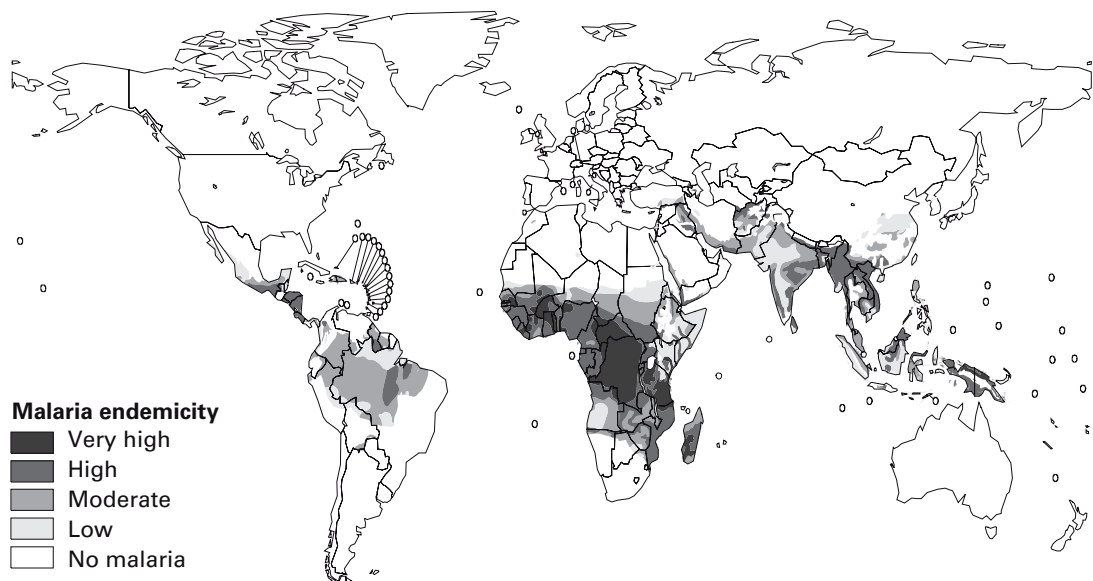 Malaria endemicity
Very high
High
Moderate
Low
No malaria